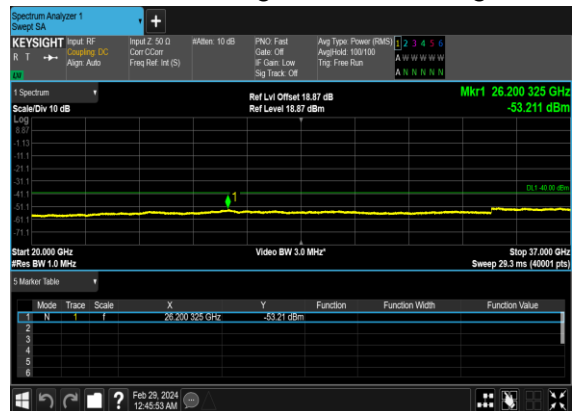 Spectrum Analyzer 1
Swept SA
KEYSIGHT
R T
LXI
Input: RF
Coupling: DC
Align: Auto
Input Z: 50 Ω
Corr CCorr
Freq Ref: Int (S)
#Atten: 10 dB
PNO: Fast
Gate: Off
IF Gain: Low
Sig Track: Off
Avg Type: Power (RMS)
Avg|Hold: 100/100
Trig: Free Run
1 2 3 4 5 6
A W W W W W
A N N N N N
1 Spectrum
Scale/Div 10 dB
Ref Lvl Offset 18.87 dB
Ref Level 18.87 dBm
Mkr1 26.200 325 GHz
-53.211 dBm
Log
8.87
-1.13
-11.1
-21.1
-31.1
-41.1
-51.1
-61.1
-71.1
1
DL1 -40.00 dBm
Start 20.000 GHz
#Res BW 1.0 MHz
Video BW 3.0 MHz*
Stop 37.000 GHz
Sweep 29.3 ms (40001 pts)
5 Marker Table
Mode Trace Scale X Y Function Function Width Function Value
1 N 1 f 26.200 325 GHz -53.21 dBm
2
3
4
5
6
?
Feb 29, 2024
12:45:53 AM